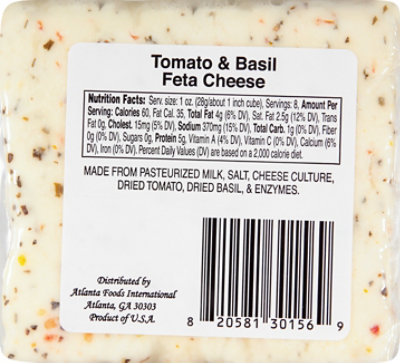 Tomato & Basil
Feta Cheese
Nutrition Facts: Serv. size: 1 oz. (28g/about 1 inch cube). Servings: 8, Amount Per
Serving: Calories 60, Fat Cal. 35, Total Fat 4g (6% DV), Sat. Fat 2.5g (12% DV), Trans
Fat 0g, Cholest. 15mg (5% DV), Sodium 370mg (15% DV), Total Carb. 1g (0% DV), Fiber
0g (0% DV), Sugars 0g, Protein 5g, Vitamin A (4% DV), Vitamin C (0% DV), Calcium (6%
DV), Iron (0% DV). Percent Daily Values (DV) are based on a 2,000 calorie diet.
MADE FROM PASTEURIZED MILK, SALT, CHEESE CULTURE,
DRIED TOMATO, DRIED BASIL, & ENZYMES.
Distributed by
Atlanta Foods International
Atlanta, GA 30303
Product of U.S.A.
8 20581 30156 9